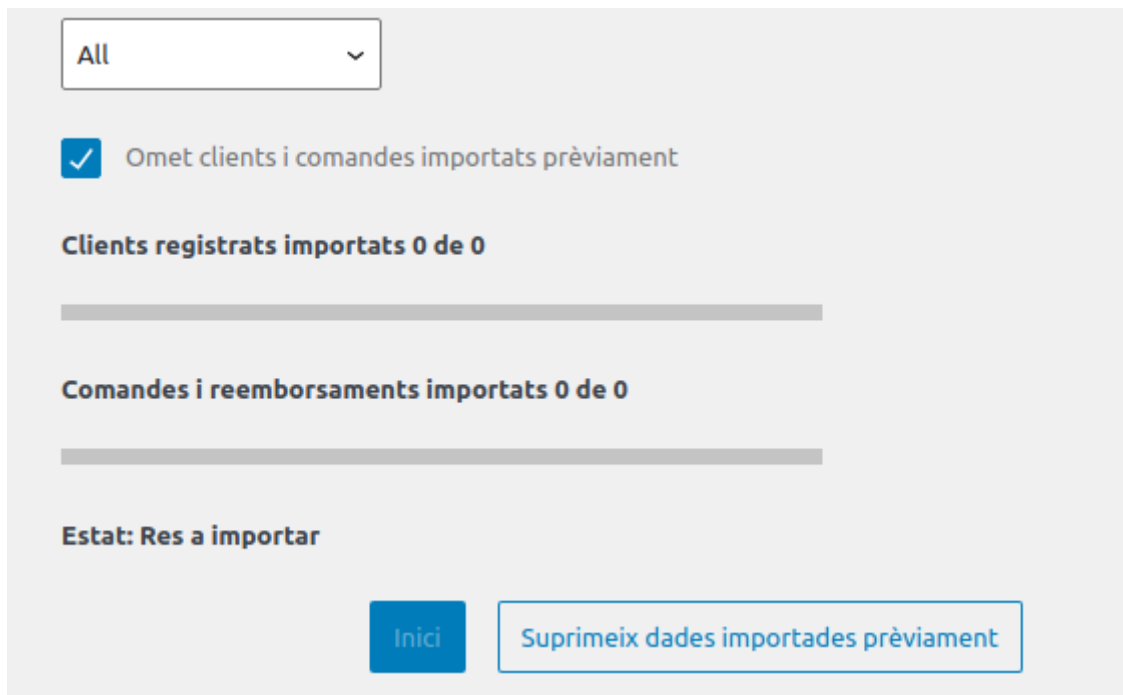 All
Omet clients i comandes importats prèviament
Clients registrats importats 0 de 0
Comandes i reemborsaments importats 0 de 0
Estat: Res a importar
Inici
Suprimeix dades importades prèviament